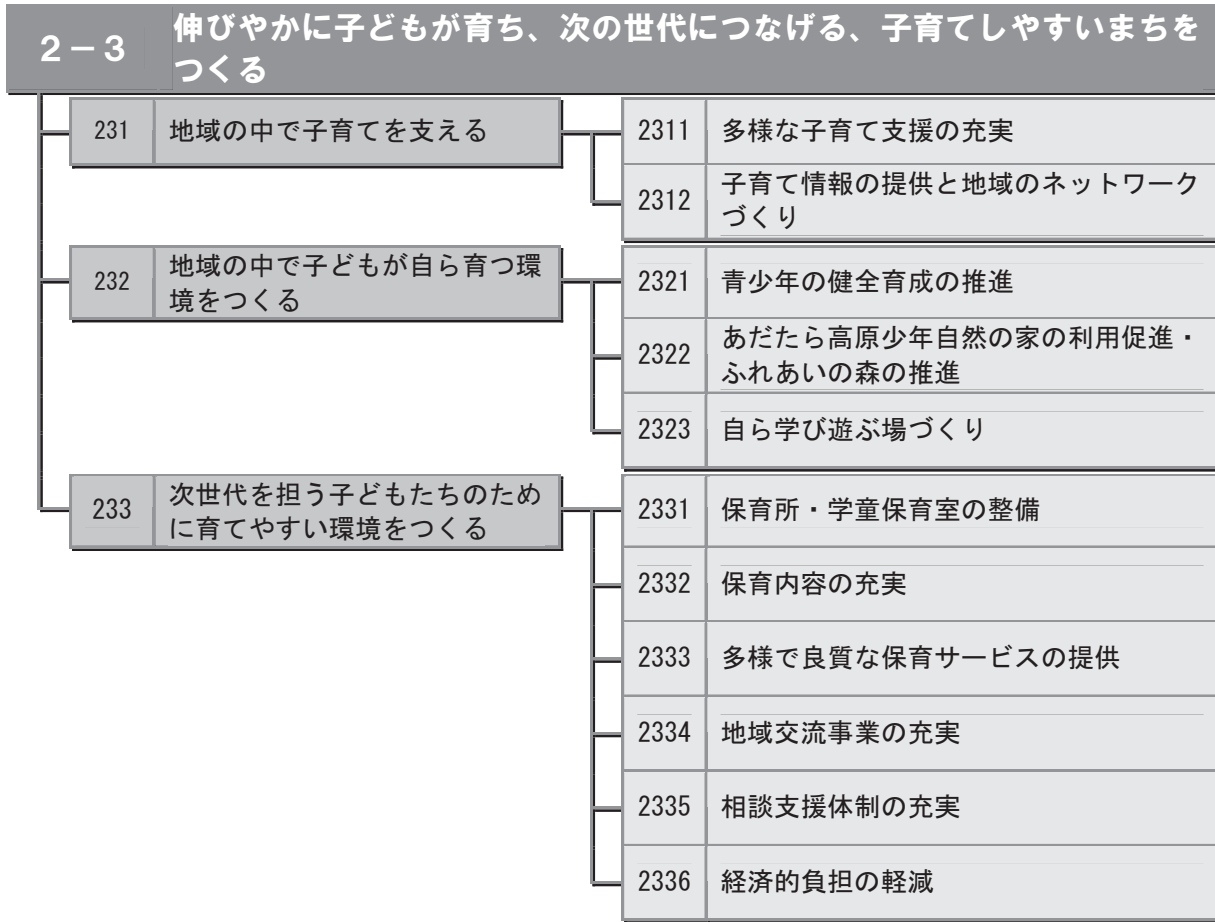 2－3
伸びやかに子どもが育ち、次の世代につなげる、子育てしやすいまちを
つくる
231
地域の中で子育てを支える
2311
多様な子育て支援の充実
2312
子育て情報の提供と地域のネットワーク
づくり
232
地域の中で子どもが自ら育つ環
境をつくる
2321
青少年の健全育成の推進
2322
あだたら高原少年自然の家の利用促進・
ふれあいの森の推進
2323
自ら学び遊ぶ場づくり
233
次世代を担う子どもたちのため
に育てやすい環境をつくる
2331
保育所・学童保育室の整備
2332
保育内容の充実
2333
多様で良質な保育サービスの提供
2334
地域交流事業の充実
2335
相談支援体制の充実
2336
経済的負担の軽減